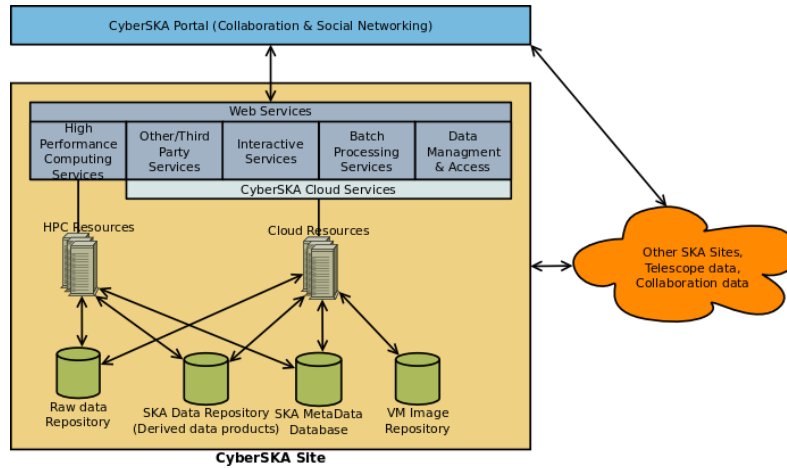 CyberSKA Portal (Collaboration & Social Networking)
Web Services
High
Performance
Computing
Services
Other/Third
Party
Services
Interactive
Services
Batch
Processing
Services
Data
Managment
& Access
CyberSKA Cloud Services
HPC Resources
Cloud Resources
Other SKA Sites,
Telescope data,
Collaboration data
Raw data
Repository
SKA Data Repository
(Derived data products)
SKA MetaData
Database
VM Image
Repository
CyberSKA Site